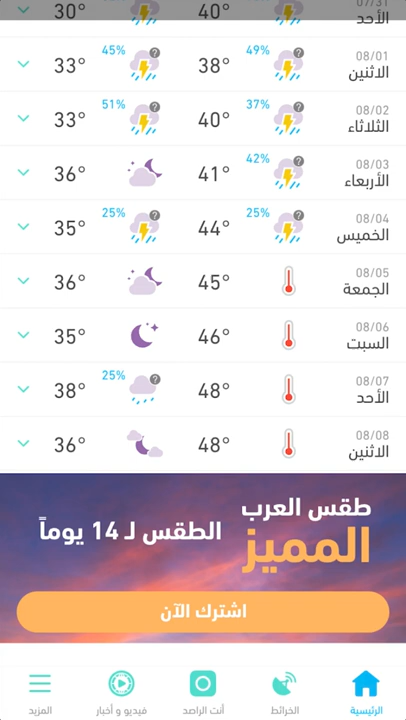 07/31
الأحد
40°
30°
08/01
الاثنين
49%
?
38°
45%
?
33°
08/02
الثلاثاء
37%
?
40°
51%
?
33°
08/03
الأربعاء
42%
?
41°
36°
08/04
الخميس
25%
?
44°
25%
?
35°
08/05
الجمعة
45°
36°
08/06
السبت
46°
35°
08/07
الأحد
48°
25%
?
38°
08/08
الاثنين
48°
36°
طقس العرب
المميز
الطقس لـ 14 يوماً
اشترك الآن
الرئيسية
الخرائط
أنت الراصد
فيديو و أخبار
المزيد